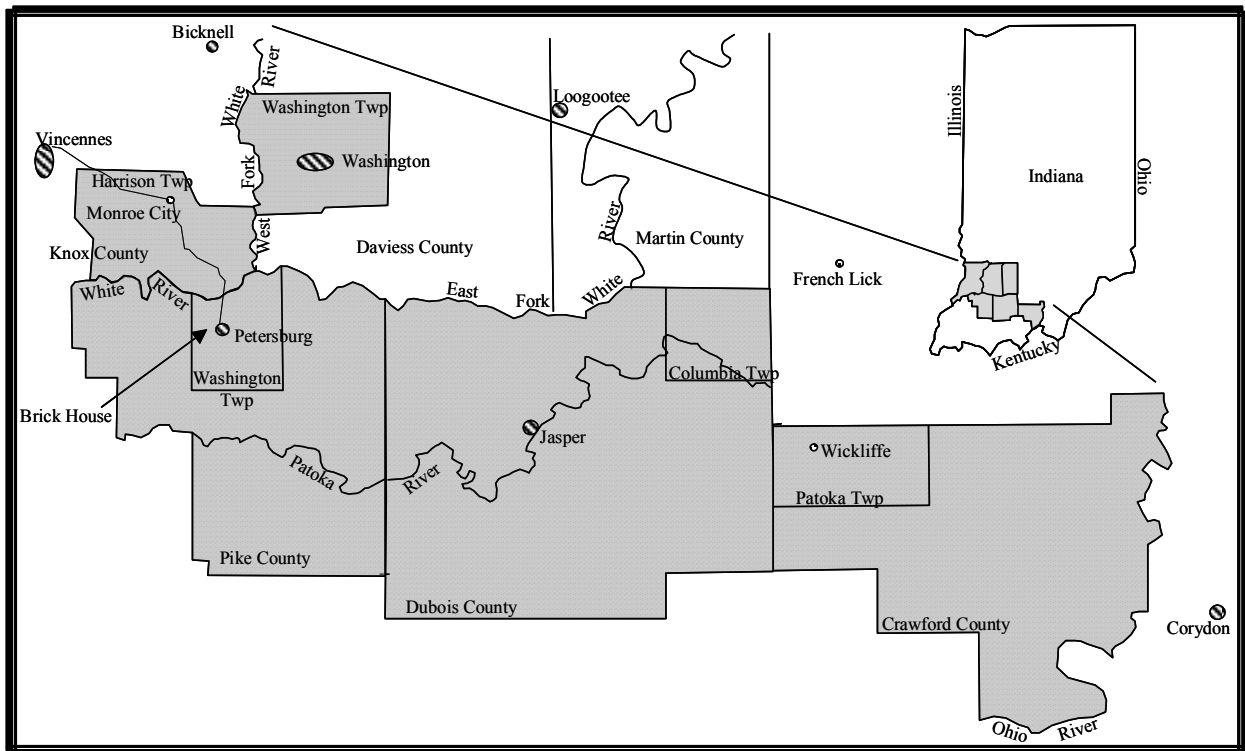 Bicknell
White
River
Washington Twp
Loogootee
Illinois
Ohio
Indiana
Vincennes
Washington
Harrison Twp
Fork
Monroe City
West
River
Knox County
Daviess County
Martin County
French Lick
White
River
East
Fork
White
Petersburg
Kentucky
Washington
Twp
Columbia Twp
Brick House
Jasper
Wickliffe
Patoka
River
Patoka Twp
Pike County
Dubois County
Crawford County
Corydon
Ohio
River